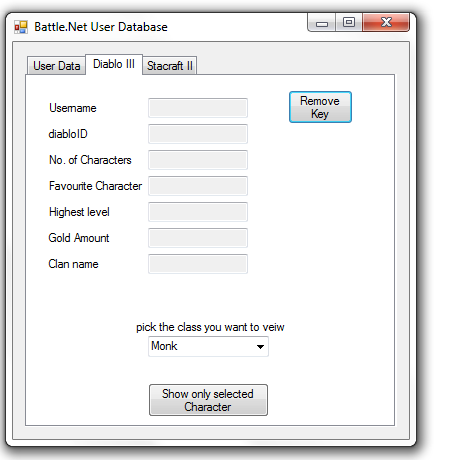 Battle.Net User Database
User Data
Diablo III
Stacraft II
Username
Remove
Key
diabloID
No. of Characters
Favourite Character
Highest level
Gold Amount
Clan name
pick the class you want to veiw
Monk
Show only selected
Character